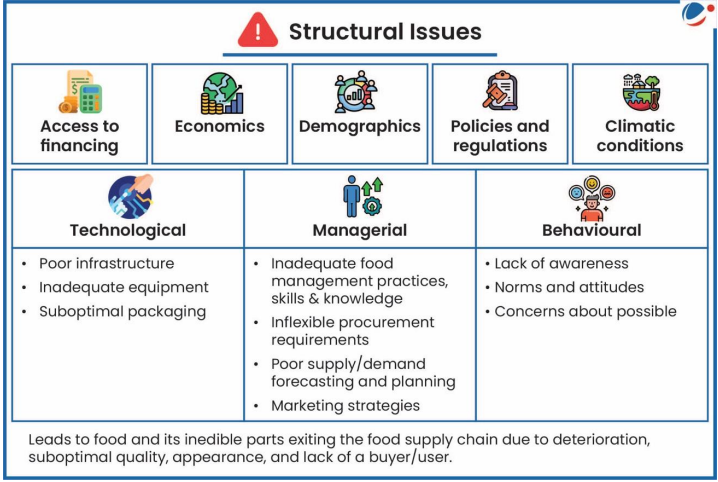 Structural Issues
Access to
financing
Economics
Demographics
Policies and
regulations
Climatic
conditions
Technological
• Poor infrastructure
• Inadequate equipment
• Suboptimal packaging
Managerial
• Inadequate food
management practices,
skills & knowledge
• Inflexible procurement
requirements
• Poor supply/demand
forecasting and planning
• Marketing strategies
Behavioural
• Lack of awareness
• Norms and attitudes
• Concerns about possible
Leads to food and its inedible parts exiting the food supply chain due to deterioration,
suboptimal quality, appearance, and lack of a buyer/user.